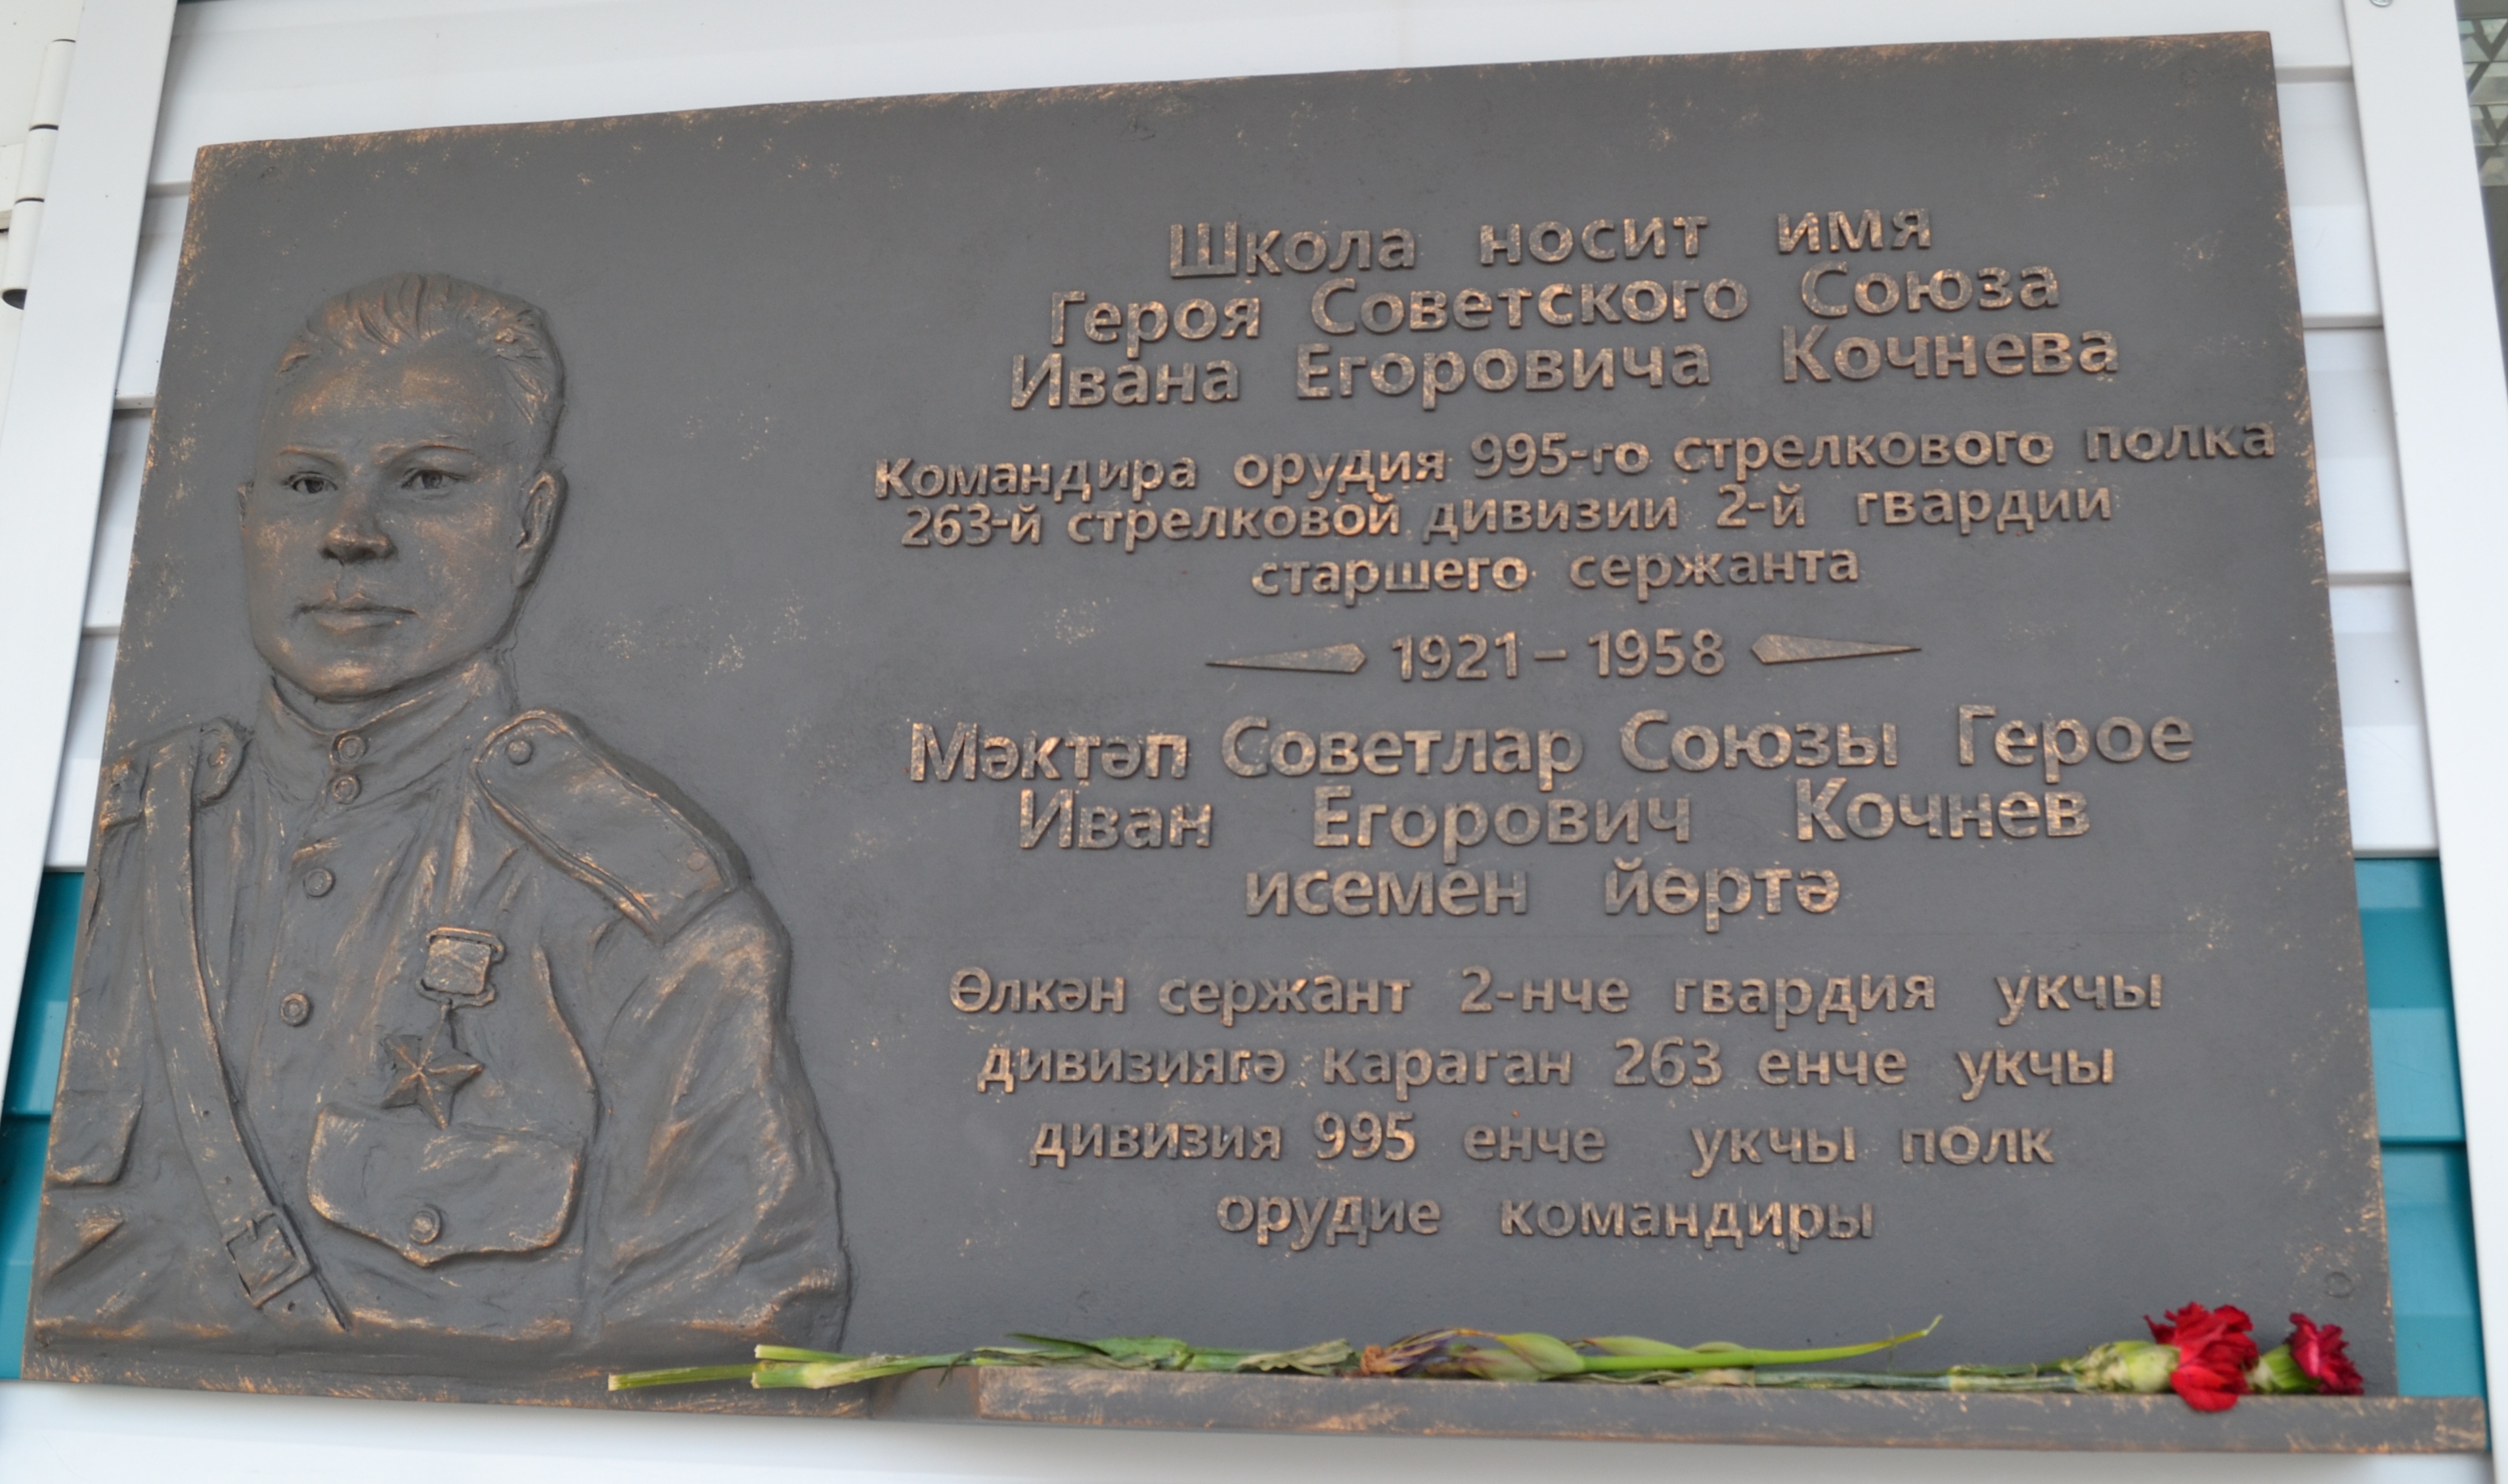 Школа носит имя
Героя Советского Союза
Ивана Егоровича Кочнева
Командира орудия 995-го стрелкового полка
263-й стрелковой дивизии 2-й гвардии
старшего сержанта
1921 – 1958
Мәктәп Советлар Союзы Герое
Иван Егорович Кочнев
исемен йөртә
Өлкән сержант 2-нче гвардия укчы
дивизиягә караган 263 енче укчы
дивизия 995 енче укчы полк
орудие командиры